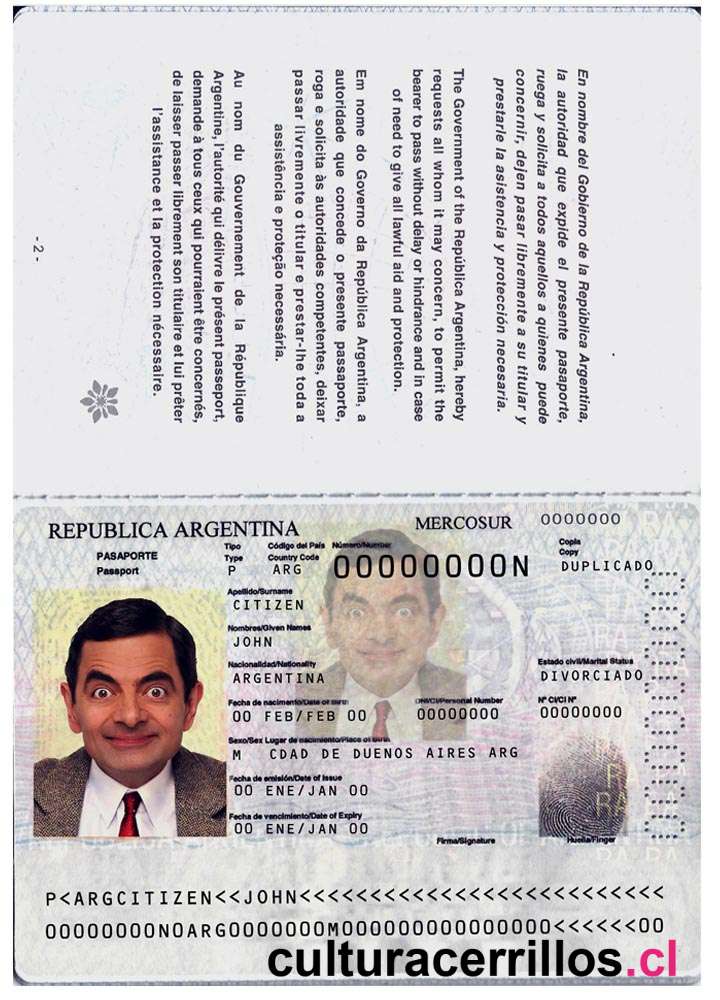 En nombre del Gobierno de la República Argentina,
la autoridad que expide el presente pasaporte,
ruega y solicita a todos aquellos a quienes puede
concernir, dejen pasar libremente a su titular y
prestarle la asistencia y protección necesaria.
The Government of the República Argentina, hereby
requests all whom it may concern, to permit the
bearer to pass without delay or hindrance and in case
of need to give all lawful aid and protection.
Em nome do Governo da República Argentina, a
autoridade que concede o presente passaporte,
roga e solicita às autoridades competentes, deixar
passar livremente o titular e prestar-lhe toda a
assistência e proteção necessária.
Au nom du Gouvernement de la République
Argentine, l'autorité qui délivre le présent passeport,
demande à tous ceux qui pourraient être concernés,
de laisser passer librement son titulaire et lui prêter
l'assistance et la protection nécessaire.
- 2 -
REPUBLICA ARGENTINA MERCOSUR 0000000
PASAPORTE
Passport
Tipo Código del País Número/Number Copia
Type Country Code Copy
P ARG 00000000N DUPLICADO
Apellido/Surname
CITIZEN
Nombres/Given Names
JOHN
Nacionalidad/Nationality Estado civil/Marital Status
ARGENTINA DIVORCIADO
Fecha de nacimiento/Date of Birth DNI/CI/Personal Number Nº CI/CI Nº
00 FEB/FEB 00 00000000 00000000
Sexo/Sex Lugar de nacimiento/Place of birth
M CDAD DE DUENOS AIRES ARG
Fecha de emisión/Date of Issue
00 ENE/JAN 00
Fecha de vencimiento/Date of Expiry
00 ENE/JAN 00
Firma/Signature Huella/Finger
P<ARGCITIZEN<<JOHN<<<<<<<<<<<<<<<<<<<<<<<<<<
00000000N0ARG0000000M000000000000000<<<<<<00
culturacerrillos.cl